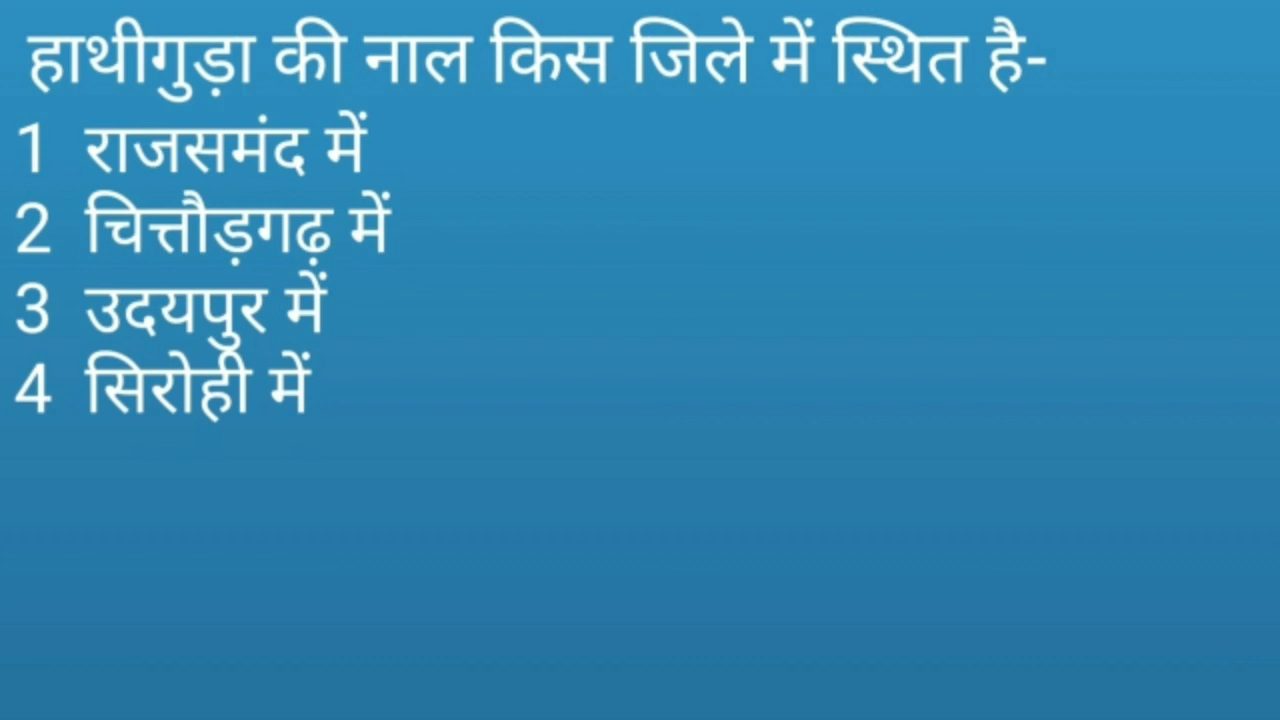 हाथीगुड़ा की नाल किस जिले में स्थित है-
1 राजसमंद में
2 चित्तौड़गढ़ में
3 उदयपुर में
4 सिरोही में